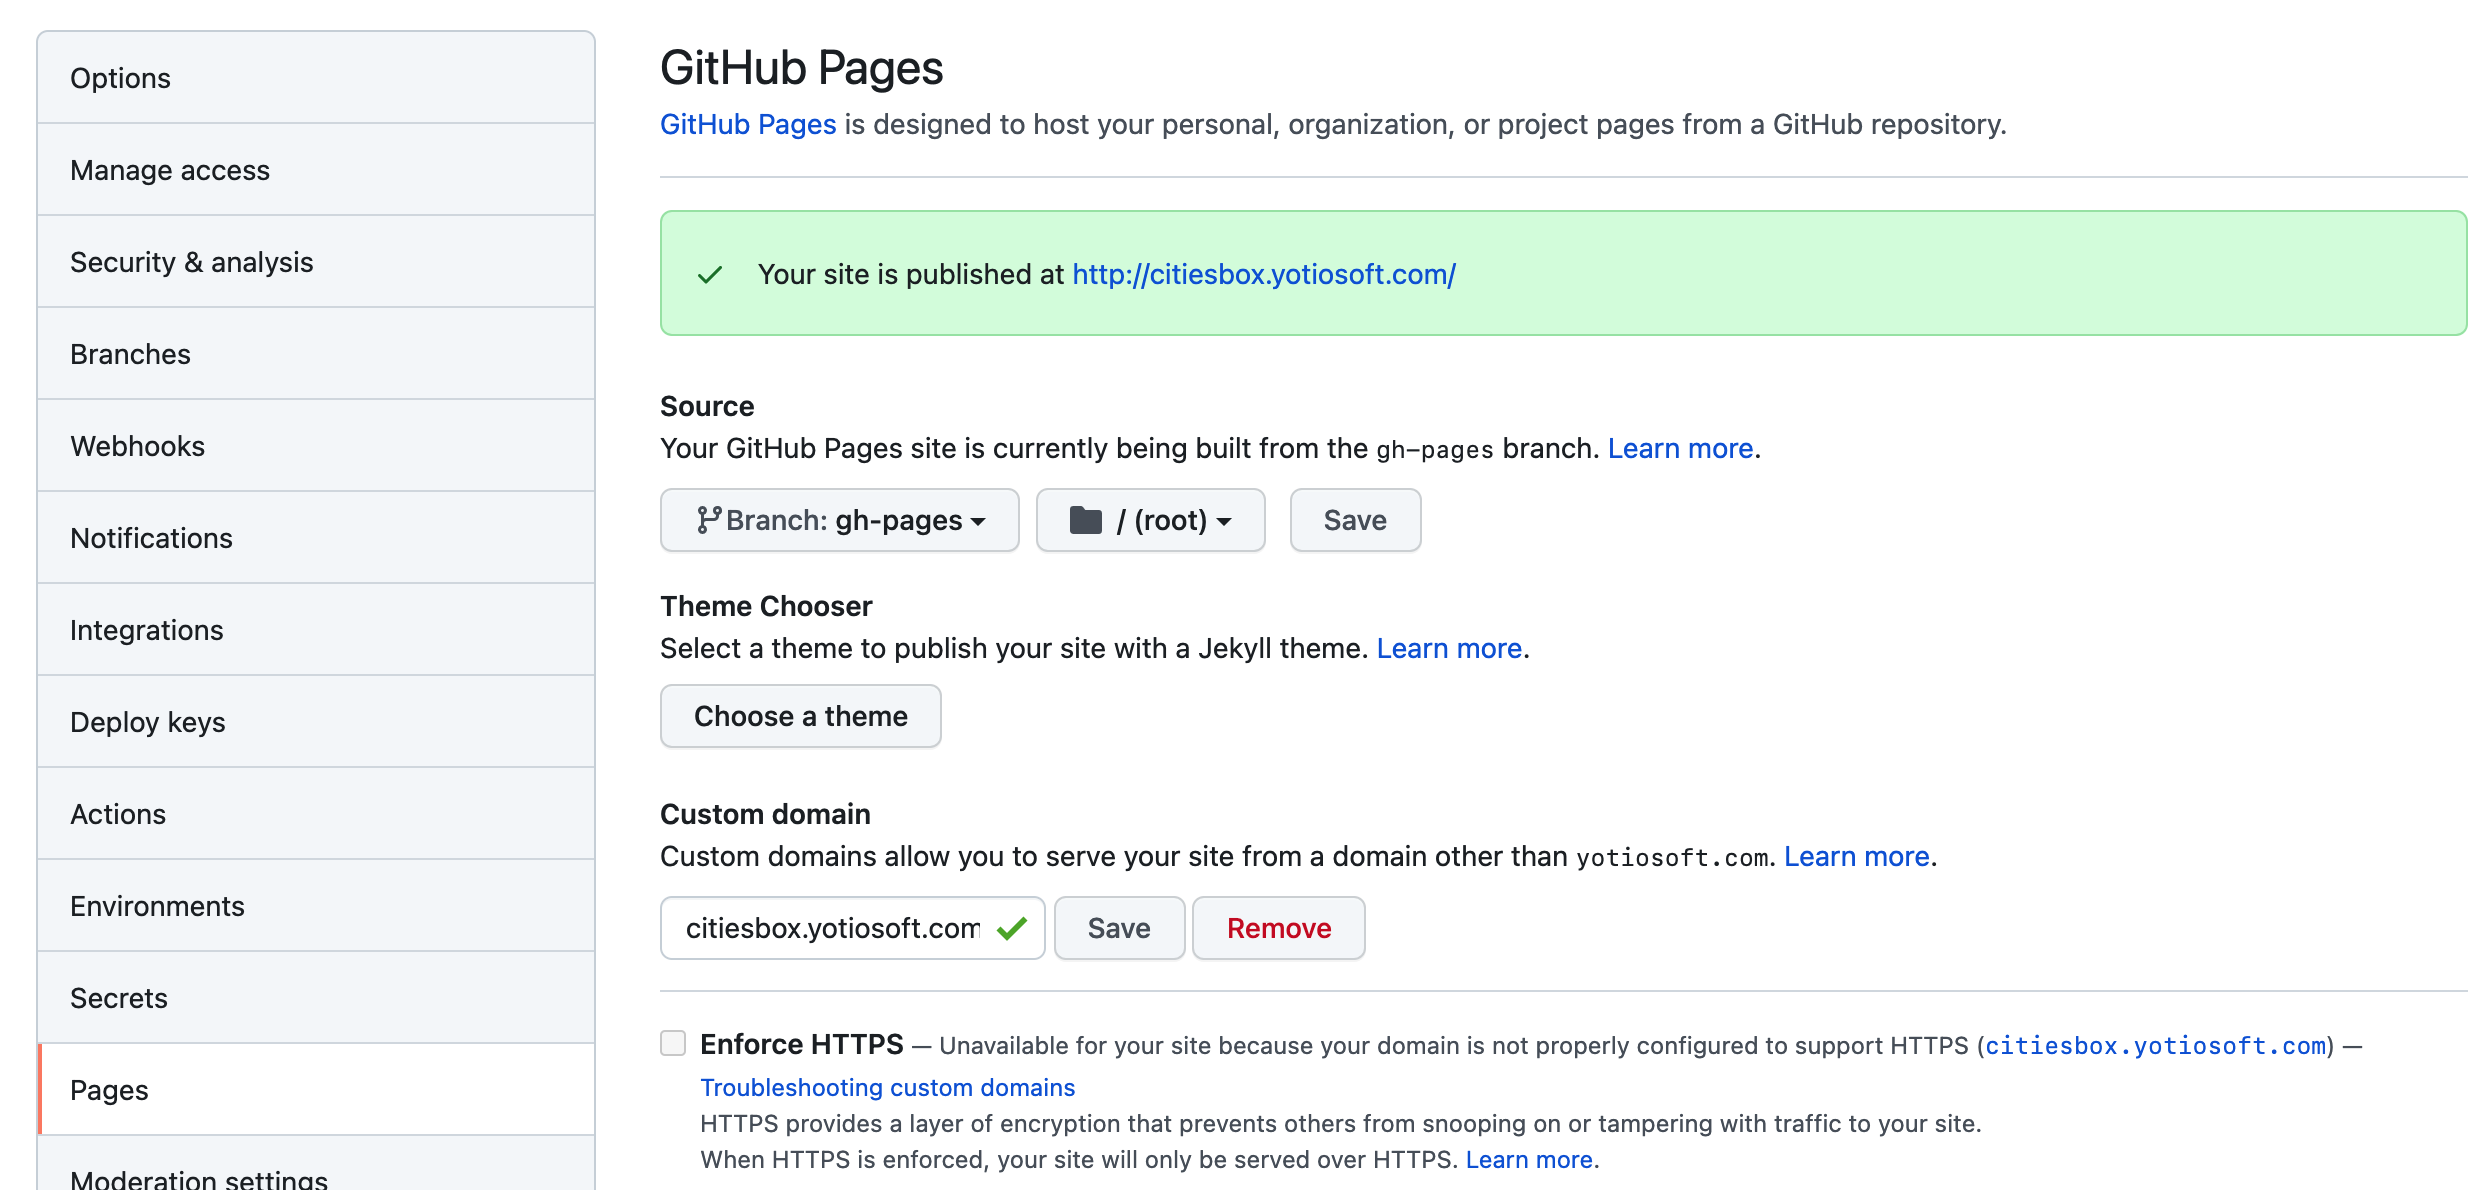 Options
Manage access
Security & analysis
Branches
Webhooks
Notifications
Integrations
Deploy keys
Actions
Environments
Secrets
Pages
Moderation settings
GitHub Pages
GitHub Pages is designed to host your personal, organization, or project pages from a GitHub repository.
Your site is published at http://citiesbox.yotiosoft.com/
Source
Your GitHub Pages site is currently being built from the gh-pages branch. Learn more.
Branch: gh-pages / (root) Save
Theme Chooser
Select a theme to publish your site with a Jekyll theme. Learn more.
Choose a theme
Custom domain
Custom domains allow you to serve your site from a domain other than yotiosoft.com. Learn more.
citiesbox.yotiosoft.com Save Remove
Enforce HTTPS — Unavailable for your site because your domain is not properly configured to support HTTPS (citiesbox.yotiosoft.com) —
Troubleshooting custom domains
HTTPS provides a layer of encryption that prevents others from snooping on or tampering with traffic to your site.
When HTTPS is enforced, your site will only be served over HTTPS. Learn more.